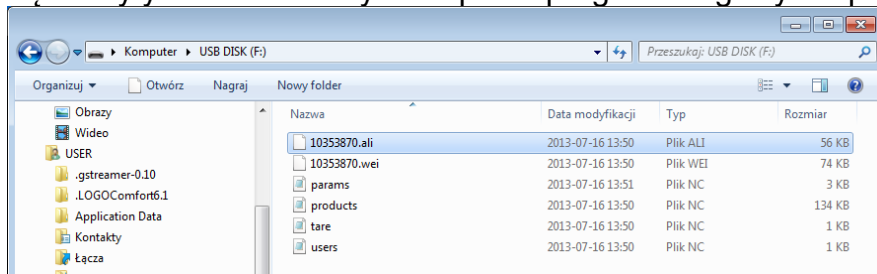 Komputer ▸ USB DISK (F:)
Przeszukaj: USB DISK (F:)
Organizuj Otwórz Nagraj Nowy folder
Obrazy
Wideo
USER
.gstreamer-0.10
.LOGOComfort6.1
Application Data
Kontakty
Łącza
Nazwa Data modyfikacji Typ Rozmiar
10353870.ali 2013-07-16 13:50 Plik ALI 56 KB
10353870.wei 2013-07-16 13:50 Plik WEI 74 KB
params 2013-07-16 13:51 Plik NC 3 KB
products 2013-07-16 13:50 Plik NC 134 KB
tare 2013-07-16 13:50 Plik NC 1 KB
users 2013-07-16 13:50 Plik NC 1 KB